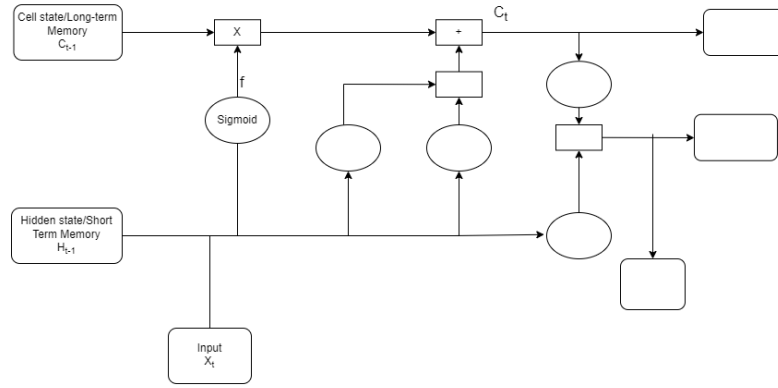 Cell state/Long-term
Memory
Ct-1
X
+
Ct
f
Sigmoid
Hidden state/Short
Term Memory
Ht-1
Input
Xt